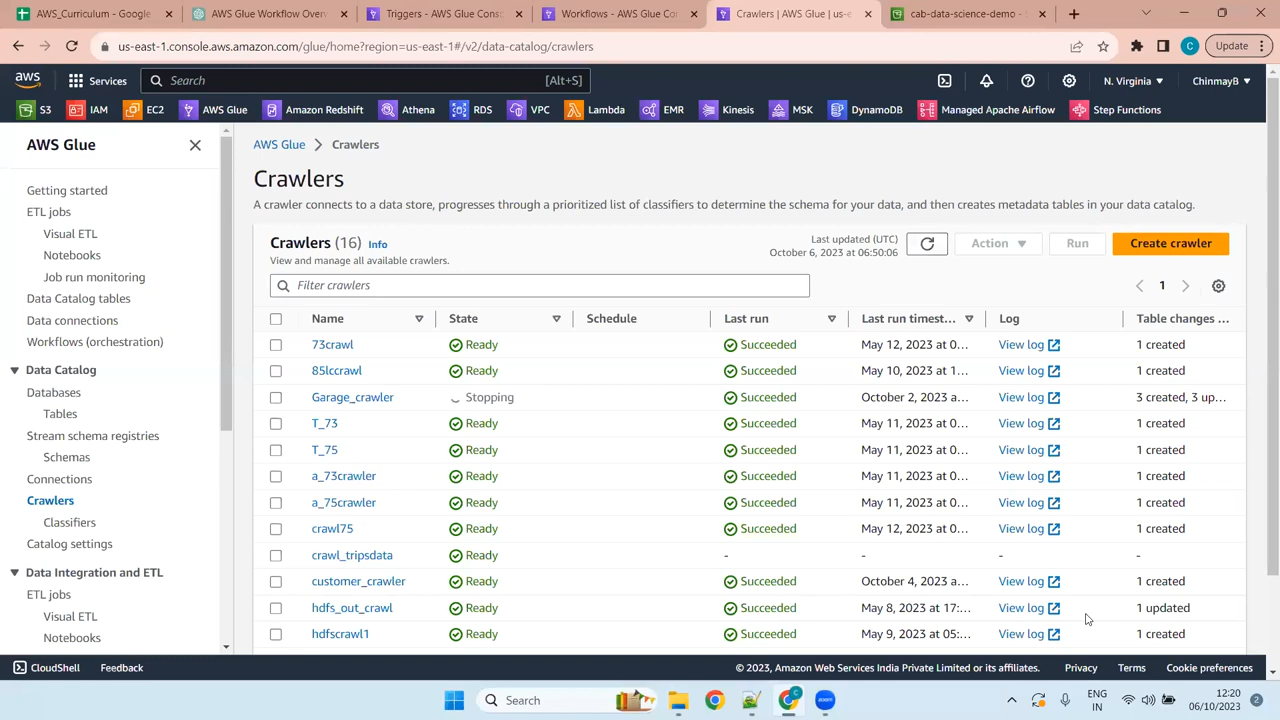 AWS_Curriculum - Google
AWS Glue Workflow Over
Triggers - AWS Glue Cons
Workflows - AWS Glue Con
Crawlers | AWS Glue | us-e
cab-data-science-demo -
us-east-1.console.aws.amazon.com/glue/home?region=us-east-1#/v2/data-catalog/crawlers
C
Update
aws
Services
Search
[Alt+S]
N. Virginia
ChinmayB
S3
IAM
EC2
AWS Glue
Amazon Redshift
Athena
RDS
VPC
Lambda
EMR
Kinesis
MSK
DynamoDB
Managed Apache Airflow
Step Functions
AWS Glue
Getting started
ETL jobs
Visual ETL
Notebooks
Job run monitoring
Data Catalog tables
Data connections
Workflows (orchestration)
Data Catalog
Databases
Tables
Stream schema registries
Schemas
Connections
Crawlers
Classifiers
Catalog settings
Data Integration and ETL
ETL jobs
Visual ETL
Notebooks
AWS Glue > Crawlers
Crawlers
A crawler connects to a data store, progresses through a prioritized list of classifiers to determine the schema for your data, and then creates metadata tables in your data catalog.
Crawlers (16) Info
View and manage all available crawlers.
Last updated (UTC)
October 6, 2023 at 06:50:06
Action
Run
Create crawler
Filter crawlers
1
Name State Schedule Last run Last run timest... Log Table changes ...
73crawl Ready Succeeded May 12, 2023 at 0... View log 1 created
85lccrawl Ready Succeeded May 10, 2023 at 1... View log 1 created
Garage_crawler Stopping Succeeded October 2, 2023 a... View log 3 created, 3 up...
T_73 Ready Succeeded May 11, 2023 at 0... View log 1 created
T_75 Ready Succeeded May 11, 2023 at 0... View log 1 created
a_73crawler Ready Succeeded May 11, 2023 at 0... View log 1 created
a_75crawler Ready Succeeded May 11, 2023 at 0... View log 1 created
crawl75 Ready Succeeded May 12, 2023 at 0... View log 1 created
crawl_tripsdata Ready - - - -
customer_crawler Ready Succeeded October 4, 2023 a... View log 1 created
hdfs_out_crawl Ready Succeeded May 8, 2023 at 17:... View log 1 updated
hdfscrawl1 Ready Succeeded May 9, 2023 at 05:... View log 1 created
CloudShell
Feedback
© 2023, Amazon Web Services India Private Limited or its affiliates.
Privacy
Terms
Cookie preferences
Search
C
zoom
ENG
IN
12:20
06/10/2023
2